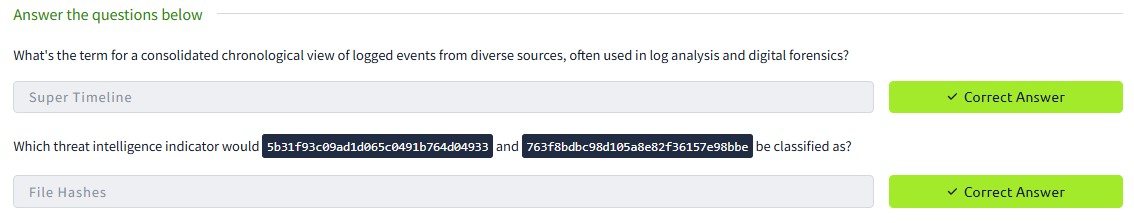 Answer the questions below
What's the term for a consolidated chronological view of logged events from diverse sources, often used in log analysis and digital forensics?
Super Timeline ✓ Correct Answer
Which threat intelligence indicator would 5b31f93c09ad1d065c0491b764d04933 and 763f8bdbc98d105a8e82f36157e98bbe be classified as?
File Hashes ✓ Correct Answer